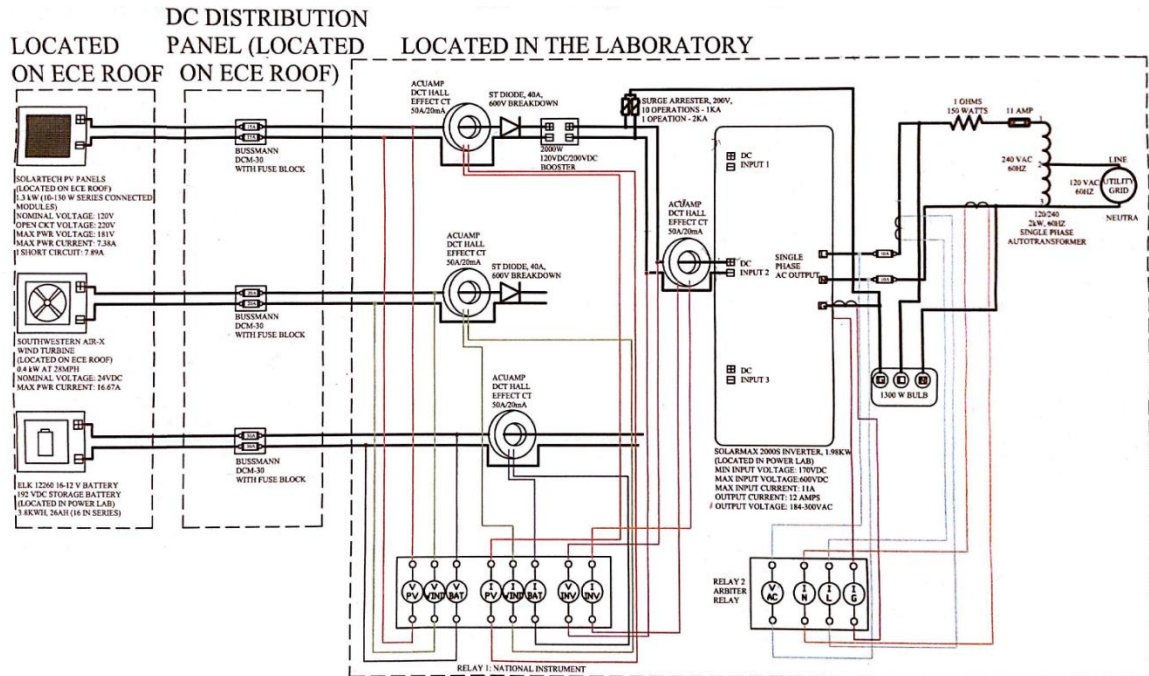 DC DISTRIBUTION
PANEL (LOCATED
ON ECE ROOF)
LOCATED
ON ECE ROOF
LOCATED IN THE LABORATORY
SOLARTECH PV PANELS
(LOCATED ON ECE ROOF)
1.3 kW (10-130 W SERIES CONNECTED
MODULES)
NOMINAL VOLTAGE: 120V
OPEN CKT VOLTAGE: 220V
MAX PWR VOLTAGE: 181V
MAX PWR CURRENT: 7.38A
I SHORT CIRCUIT: 7.89A
BUSSMANN
DCM-30
WITH FUSE BLOCK
ACUAMP
DCT HALL
EFFECT CT
50A/20mA
ST DIODE, 40A,
600V BREAKDOWN
2000W
120VDC/200VDC
BOOSTER
SURGE ARRESTER, 200V,
10 OPERATIONS - 1KA
1 OPEATION - 2KA
1 OHMS
150 WATTS
11 AMP
1
2
3
240 VAC
60HZ
LINE
120 VAC
60HZ
UTILITY
GRID
NEUTRA
120/240
2kW, 60HZ
SINGLE PHASE
AUTOTRANSFORMER
SOUTHWESTERN AIR-X
WIND TURBINE
(LOCATED ON ECE ROOF)
0.4 kW AT 28MPH
NOMINAL VOLTAGE: 24VDC
MAX PWR CURRENT: 16.67A
BUSSMANN
DCM-30
WITH FUSE BLOCK
ACUAMP
DCT HALL
EFFECT CT
50A/20mA
ST DIODE, 40A,
600V BREAKDOWN
ACUAMP
DCT HALL
EFFECT CT
50A/20mA
DC
INPUT 1
DC
INPUT 2
DC
INPUT 3
SINGLE
PHASE
AC OUTPUT
1300 W BULB
ELK 12260 16-12 V BATTERY
192 VDC STORAGE BATTERY
(LOCATED IN POWER LAB)
3.8KWH, 26AH (16 IN SERIES)
BUSSMANN
DCM-30
WITH FUSE BLOCK
ACUAMP
DCT HALL
EFFECT CT
50A/20mA
SOLARMAX 2000S INVERTER, 1.98KW
(LOCATED IN POWER LAB)
MIN INPUT VOLTAGE: 170VDC
MAX INPUT VOLTAGE:600VDC
MAX INPUT CURRENT: 11A
OUTPUT CURRENT: 12 AMPS
OUTPUT VOLTAGE: 184-300VAC
V PV
V WIND
V BAT
I PV
I WIND
I BAT
V INV
I INV
RELAY 1: NATIONAL INSTRUMENT
RELAY 2
ARBITER
RELAY
V AC
I N
I L
I G